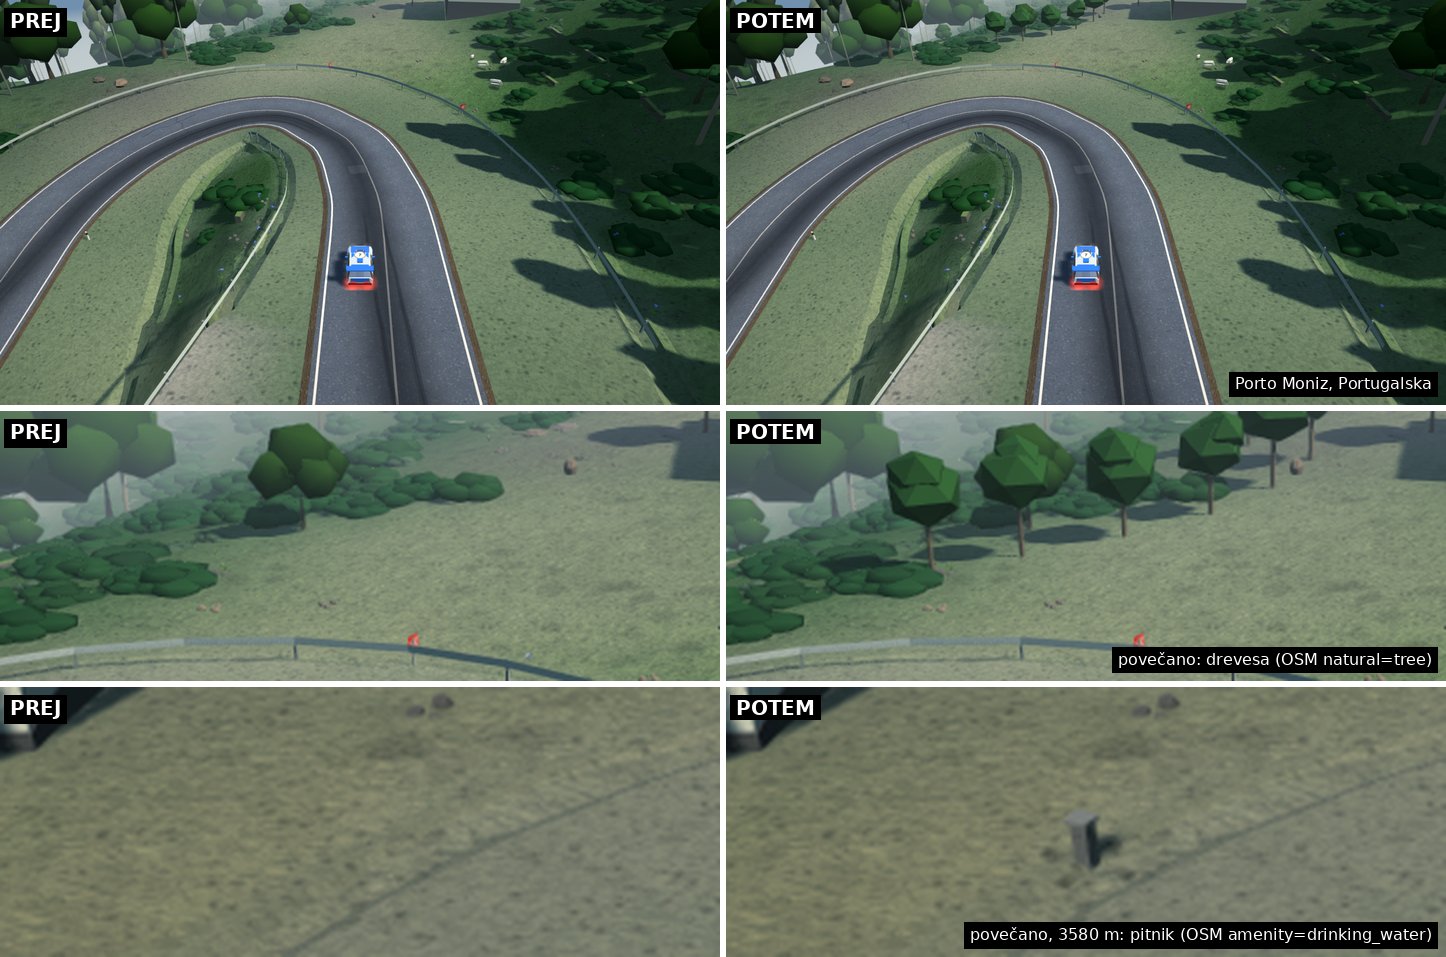 PREJ
POTEM
Porto Moniz, Portugalska
PREJ
POTEM
povečano: drevesa (OSM natural=tree)
PREJ
POTEM
povečano, 3580 m: pitnik (OSM amenity=drinking_water)